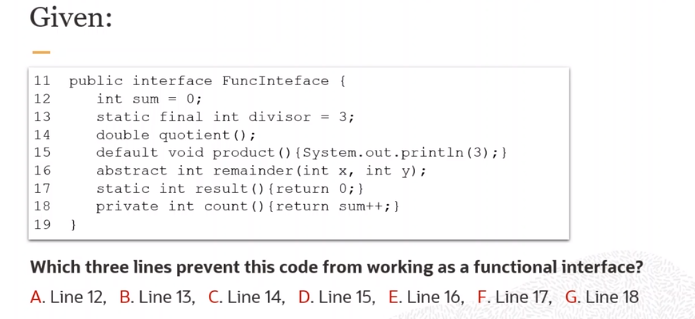 Given:
11 public interface FuncInteface {
12 int sum = 0;
13 static final int divisor = 3;
14 double quotient();
15 default void product(){System.out.println(3);}
16 abstract int remainder(int x, int y);
17 static int result(){return 0;}
18 private int count(){return sum++;}
19 }
Which three lines prevent this code from working as a functional interface?
A. Line 12, B. Line 13, C. Line 14, D. Line 15, E. Line 16, F. Line 17, G. Line 18